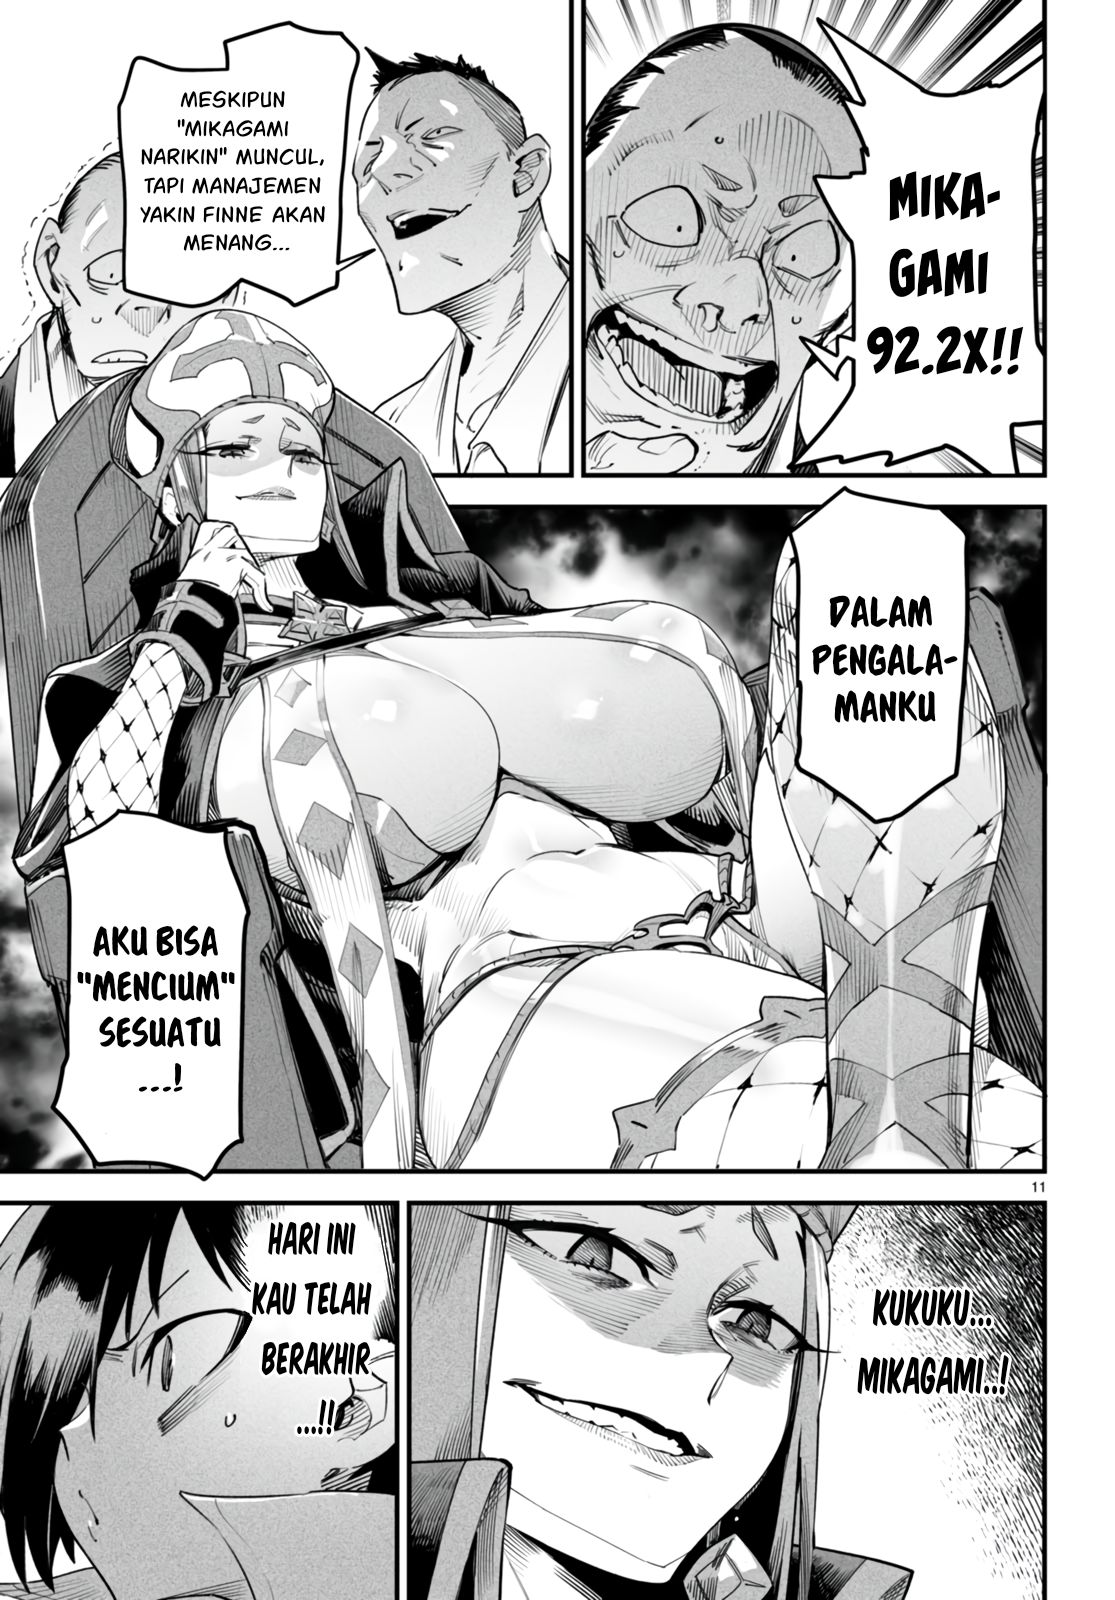 MIKA-
GAMI
92.2X!!
MESKIPUN
"MIKAGAMI
NARIKIN" MUNCUL,
TAPI MANAJEMEN
YAKIN FINNE AKAN
MENANG...
DALAM
PENGALA-
MANKU
AKU BISA
"MENCIUM"
SESUATU
....!
11
KUKUKU...
MIKAGAMI..!
HARI INI
KAU TELAH
BERAKHIR
...!!